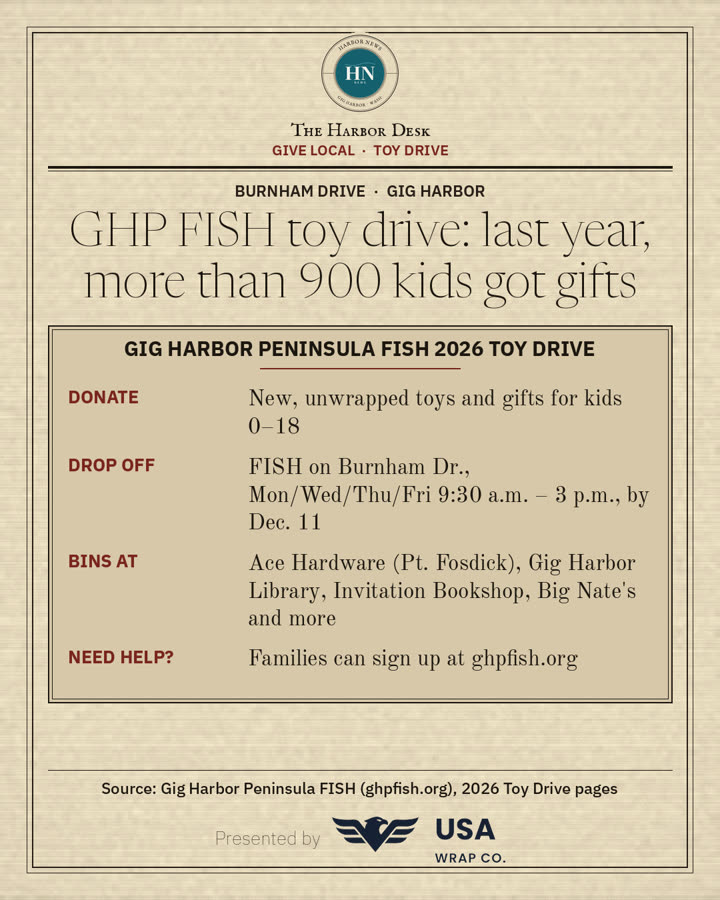 HARBOR NEWS
HN
NEWS
The Harbor Desk
GIVE LOCAL · TOY DRIVE
BURNHAM DRIVE · GIG HARBOR
GHP FISH toy drive: last year,
more than 900 kids got gifts
GIG HARBOR PENINSULA FISH 2026 TOY DRIVE
DONATE
New, unwrapped toys and gifts for kids
0–18
DROP OFF
FISH on Burnham Dr.,
Mon/Wed/Thu/Fri 9:30 a.m. – 3 p.m., by
Dec. 11
BINS AT
Ace Hardware (Pt. Fosdick), Gig Harbor
Library, Invitation Bookshop, Big Nate's
and more
NEED HELP?
Families can sign up at ghpfish.org
Source: Gig Harbor Peninsula FISH (ghpfish.org), 2026 Toy Drive pages
Presented by
USA
WRAP CO.